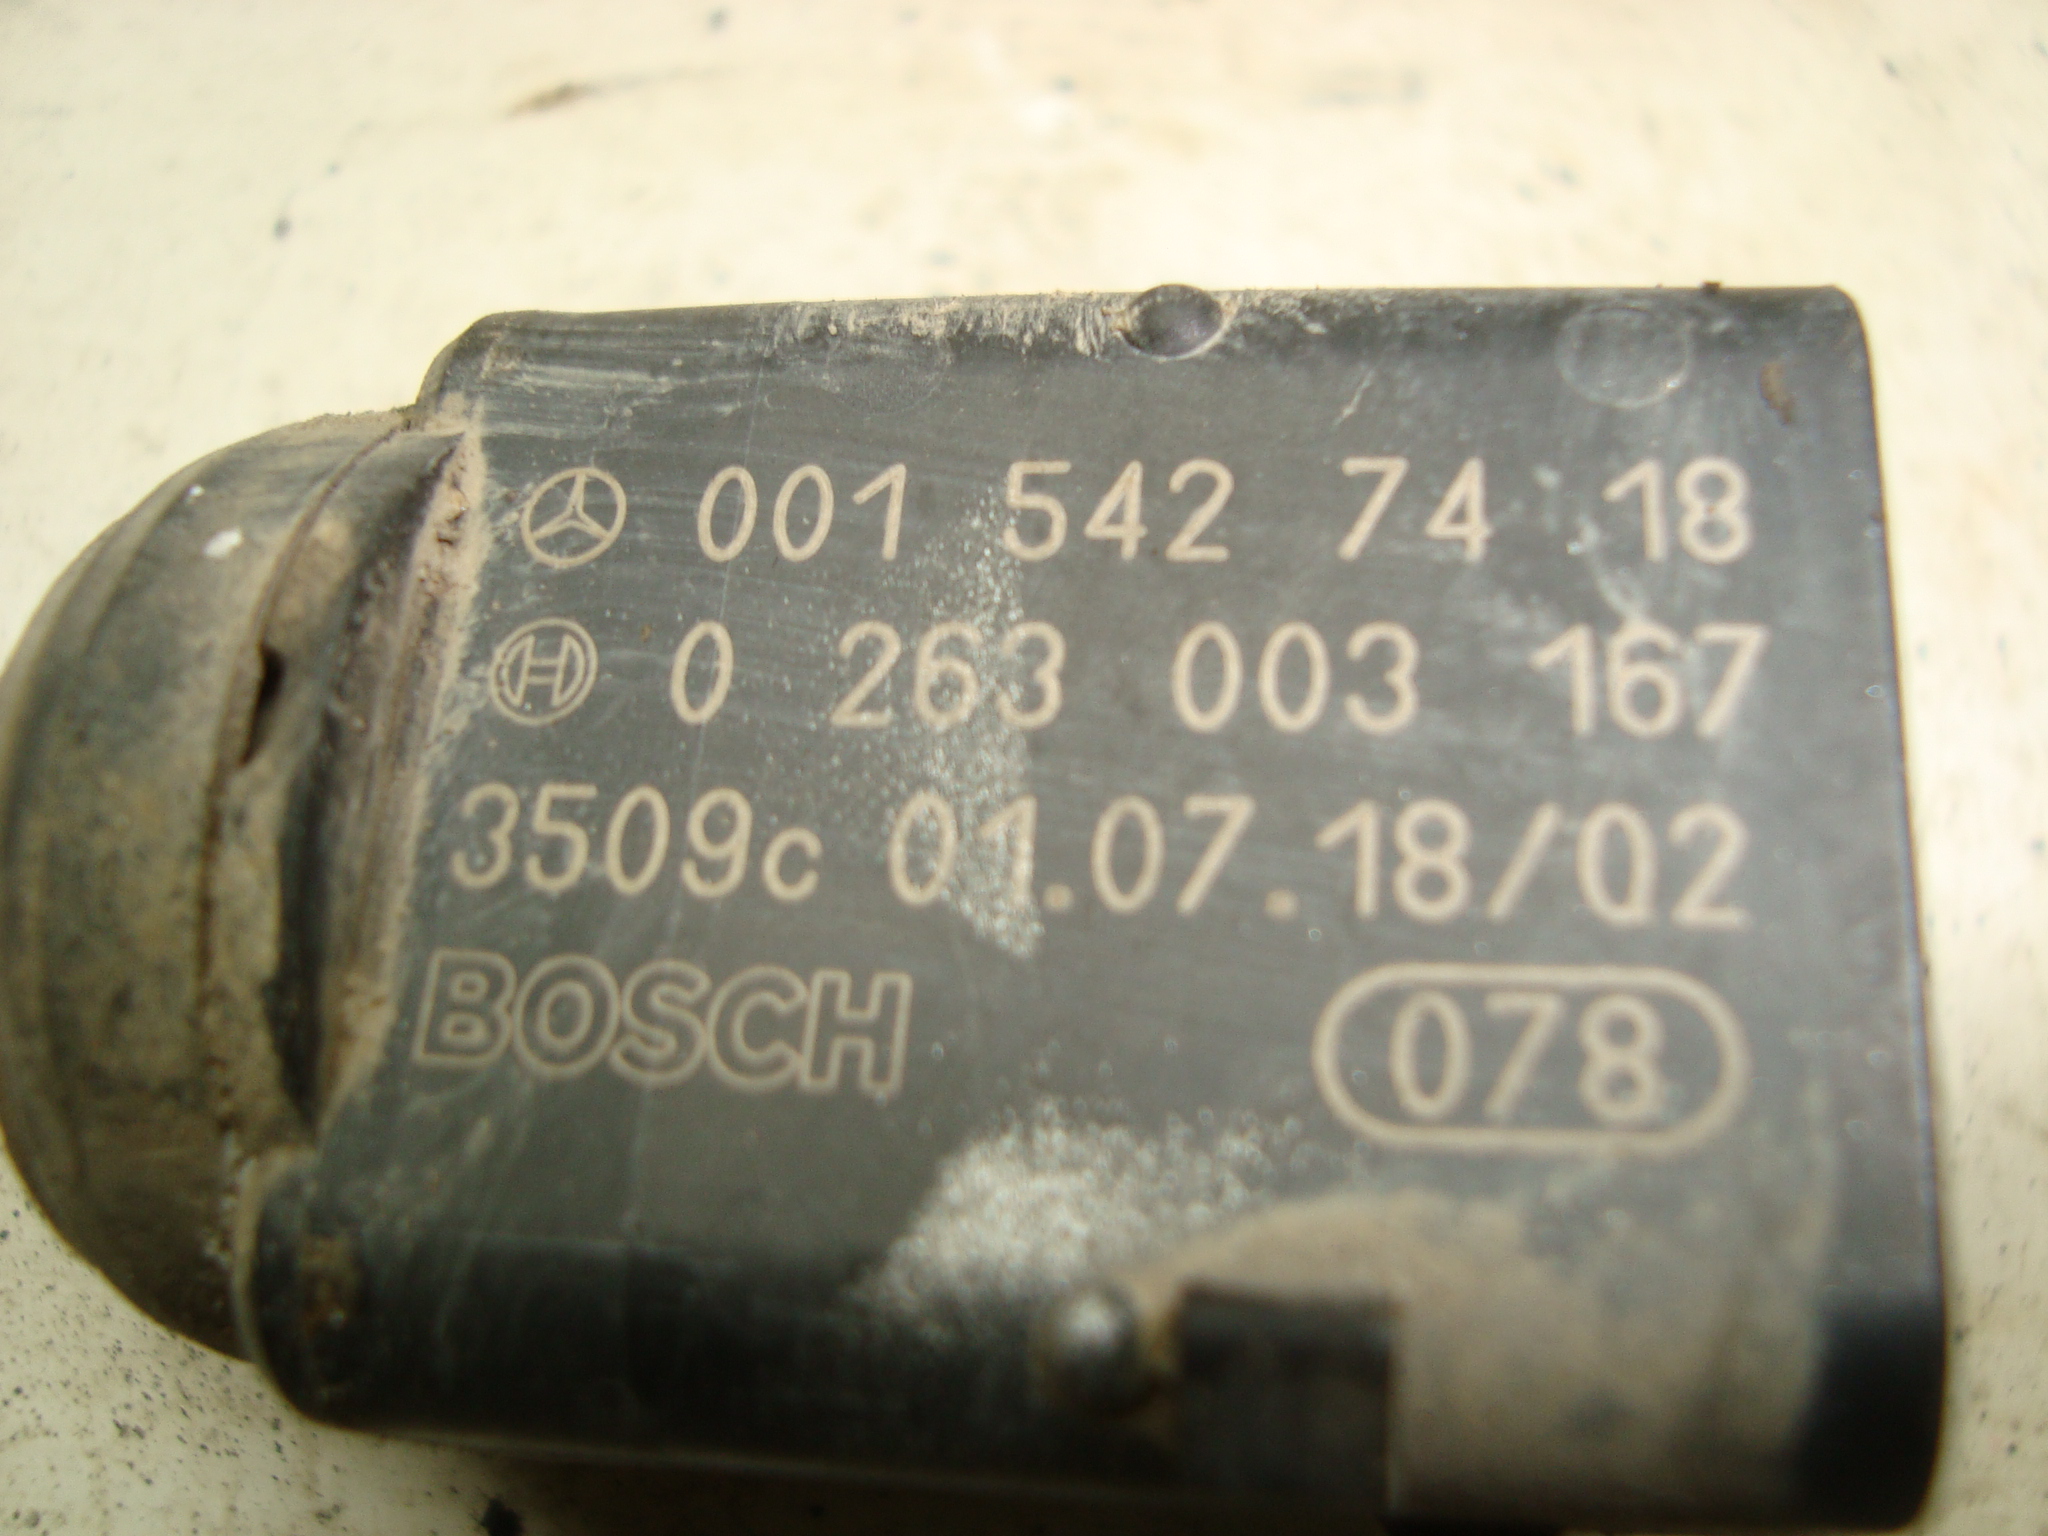 001 542 74 18
0 263 003 167
3509c 01.07.18/02
BOSCH 078